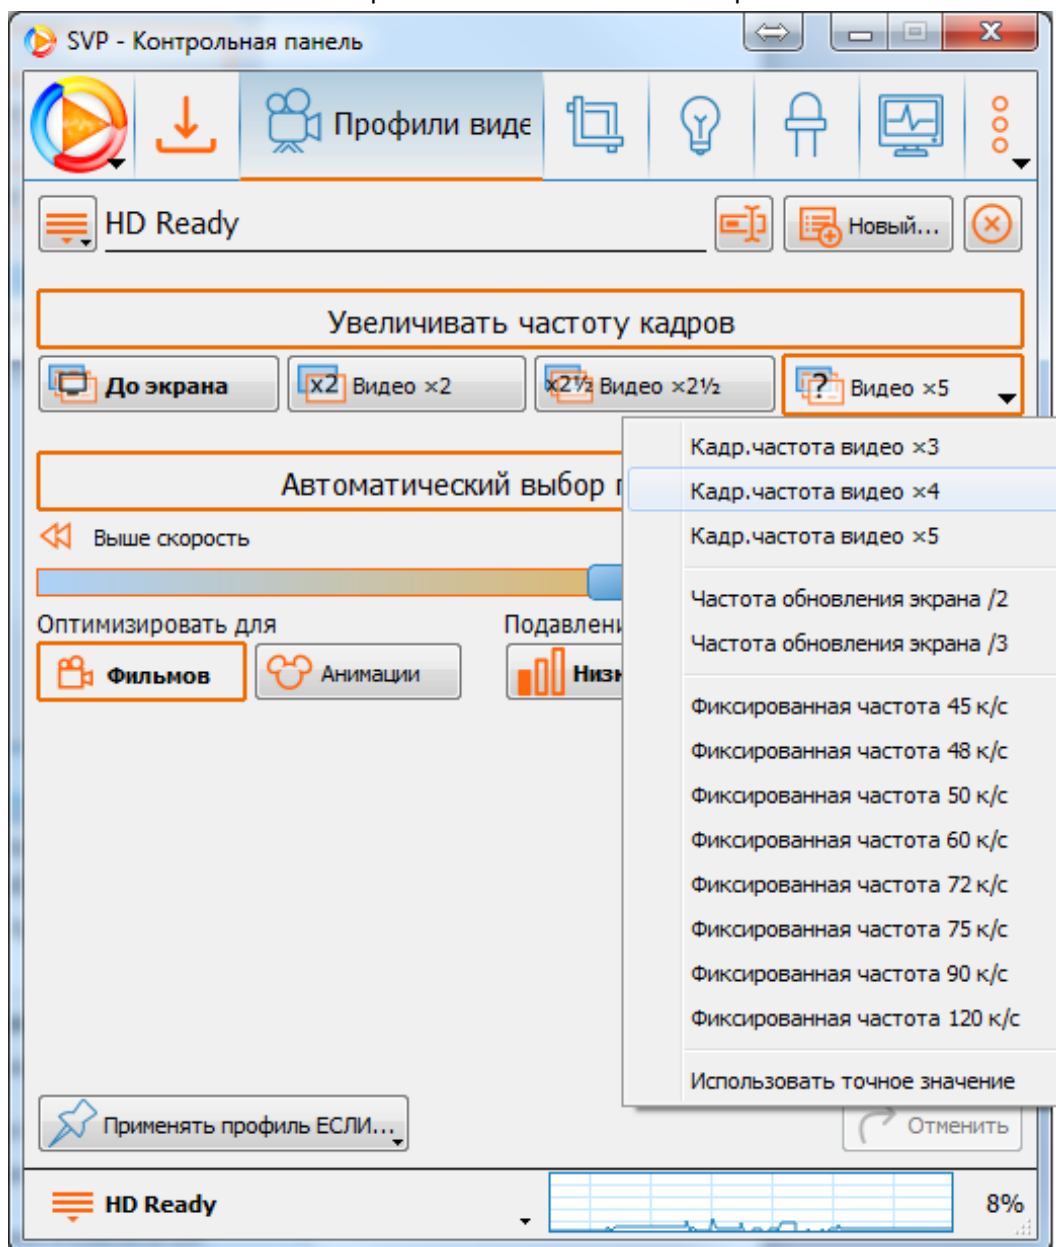 SVP - Контрольная панель
Профили виде
HD Ready
Новый...
Увеличивать частоту кадров
До экрана
x2 Видео ×2
x2½ Видео ×2½
? Видео ×5
Кадр.частота видео ×3
Кадр.частота видео ×4
Кадр.частота видео ×5
Частота обновления экрана /2
Частота обновления экрана /3
Фиксированная частота 45 к/с
Фиксированная частота 48 к/с
Фиксированная частота 50 к/с
Фиксированная частота 60 к/с
Фиксированная частота 72 к/с
Фиксированная частота 75 к/с
Фиксированная частота 90 к/с
Фиксированная частота 120 к/с
Использовать точное значение
Автоматический выбор
Выше скорость
Оптимизировать для
Фильмов
Анимации
Подавлени
Низк
Применять профиль ЕСЛИ...
Отменить
HD Ready
8%